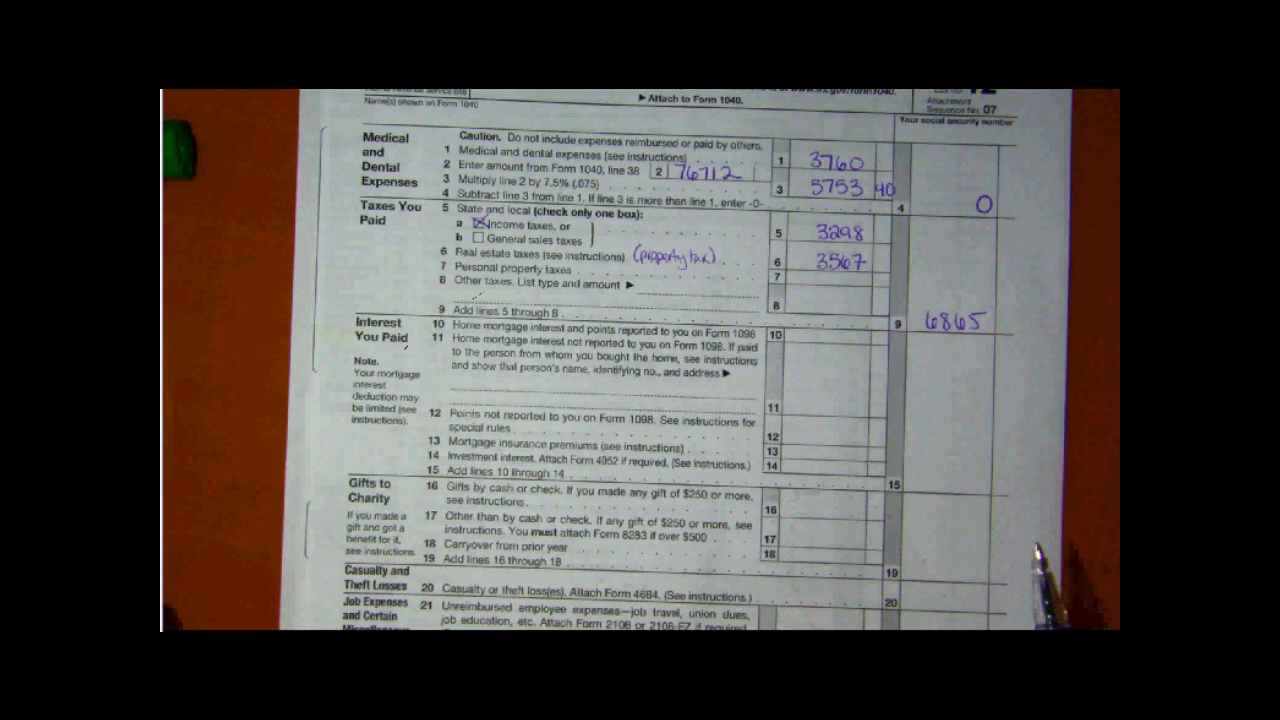 ▶ Attach to Form 1040.
Attachment
Sequence No. 07
Name(s) shown on Form 1040
Your social security number
Medical and Dental Expenses
Caution. Do not include expenses reimbursed or paid by others.
1 Medical and dental expenses (see instructions) 1 3760
2 Enter amount from Form 1040, line 38 2 76712
3 Multiply line 2 by 7.5% (.075) 3 5753 40
4 Subtract line 3 from line 1. If line 3 is more than line 1, enter -0- 4 0
Taxes You Paid
5 State and local (check only one box):
a Income taxes, or
b General sales taxes 5 3298
6 Real estate taxes (see instructions) (property tax) 6 3567
7 Personal property taxes 7
8 Other taxes. List type and amount ▶
8
9 Add lines 5 through 8 9 6865
Interest You Paid
Note.
Your mortgage
interest
deduction may
be limited (see
instructions).
10 Home mortgage interest and points reported to you on Form 1098 10
11 Home mortgage interest not reported to you on Form 1098. If paid
to the person from whom you bought the home, see instructions
and show that person's name, identifying no., and address ▶
11
12 Points not reported to you on Form 1098. See instructions for
special rules 12
13 Mortgage insurance premiums (see instructions) 13
14 Investment interest. Attach Form 4952 if required. (See instructions.) 14
15 Add lines 10 through 14 15
Gifts to Charity
If you made a
gift and got a
benefit for it,
see instructions.
16 Gifts by cash or check. If you made any gift of $250 or more,
see instructions 16
17 Other than by cash or check. If any gift of $250 or more, see
instructions. You must attach Form 8283 if over $500 17
18 Carryover from prior year 18
19 Add lines 16 through 18 19
Casualty and Theft Losses
20 Casualty or theft loss(es). Attach Form 4684. (See instructions.) 20
Job Expenses and Certain
21 Unreimbursed employee expenses—job travel, union dues,
job education, etc. Attach Form 2106 or 2106-EZ if required.